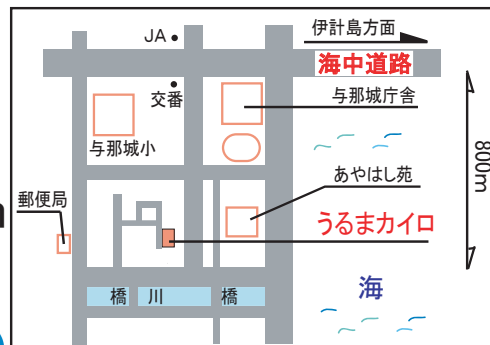 JA
伊計島方面
海中道路
交番
与那城庁舎
与那城小
800m
あやはし苑
郵便局
うるまカイロ
橋 川 橋
海